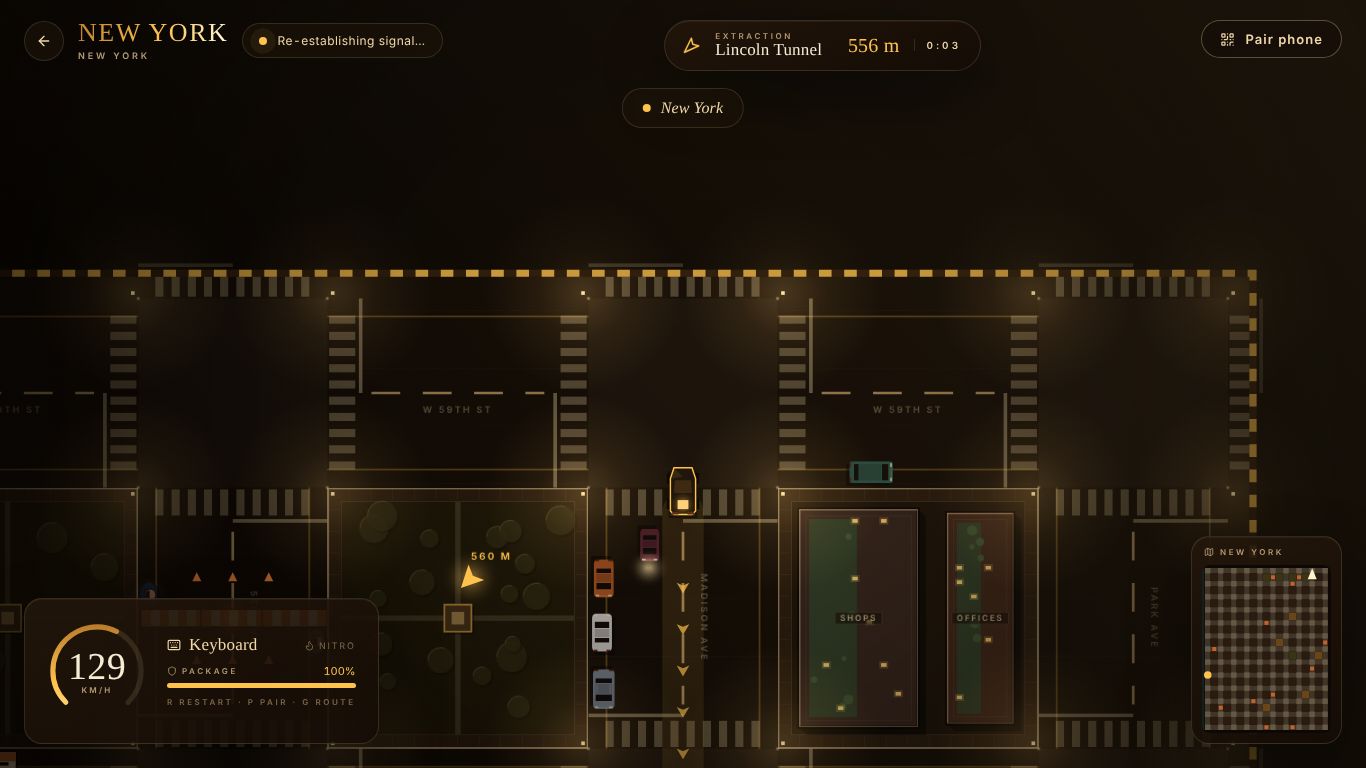 NEW YORK
NEW YORK
Re-establishing signal...
EXTRACTION
Lincoln Tunnel
556 m
0:03
Pair phone
New York
W 59TH ST
W 59TH ST
560 M
MADISON AVE
SHOPS
OFFICES
PARK AVE
129
KM/H
Keyboard
NITRO
PACKAGE
100%
R RESTART · P PAIR · G ROUTE
NEW YORK